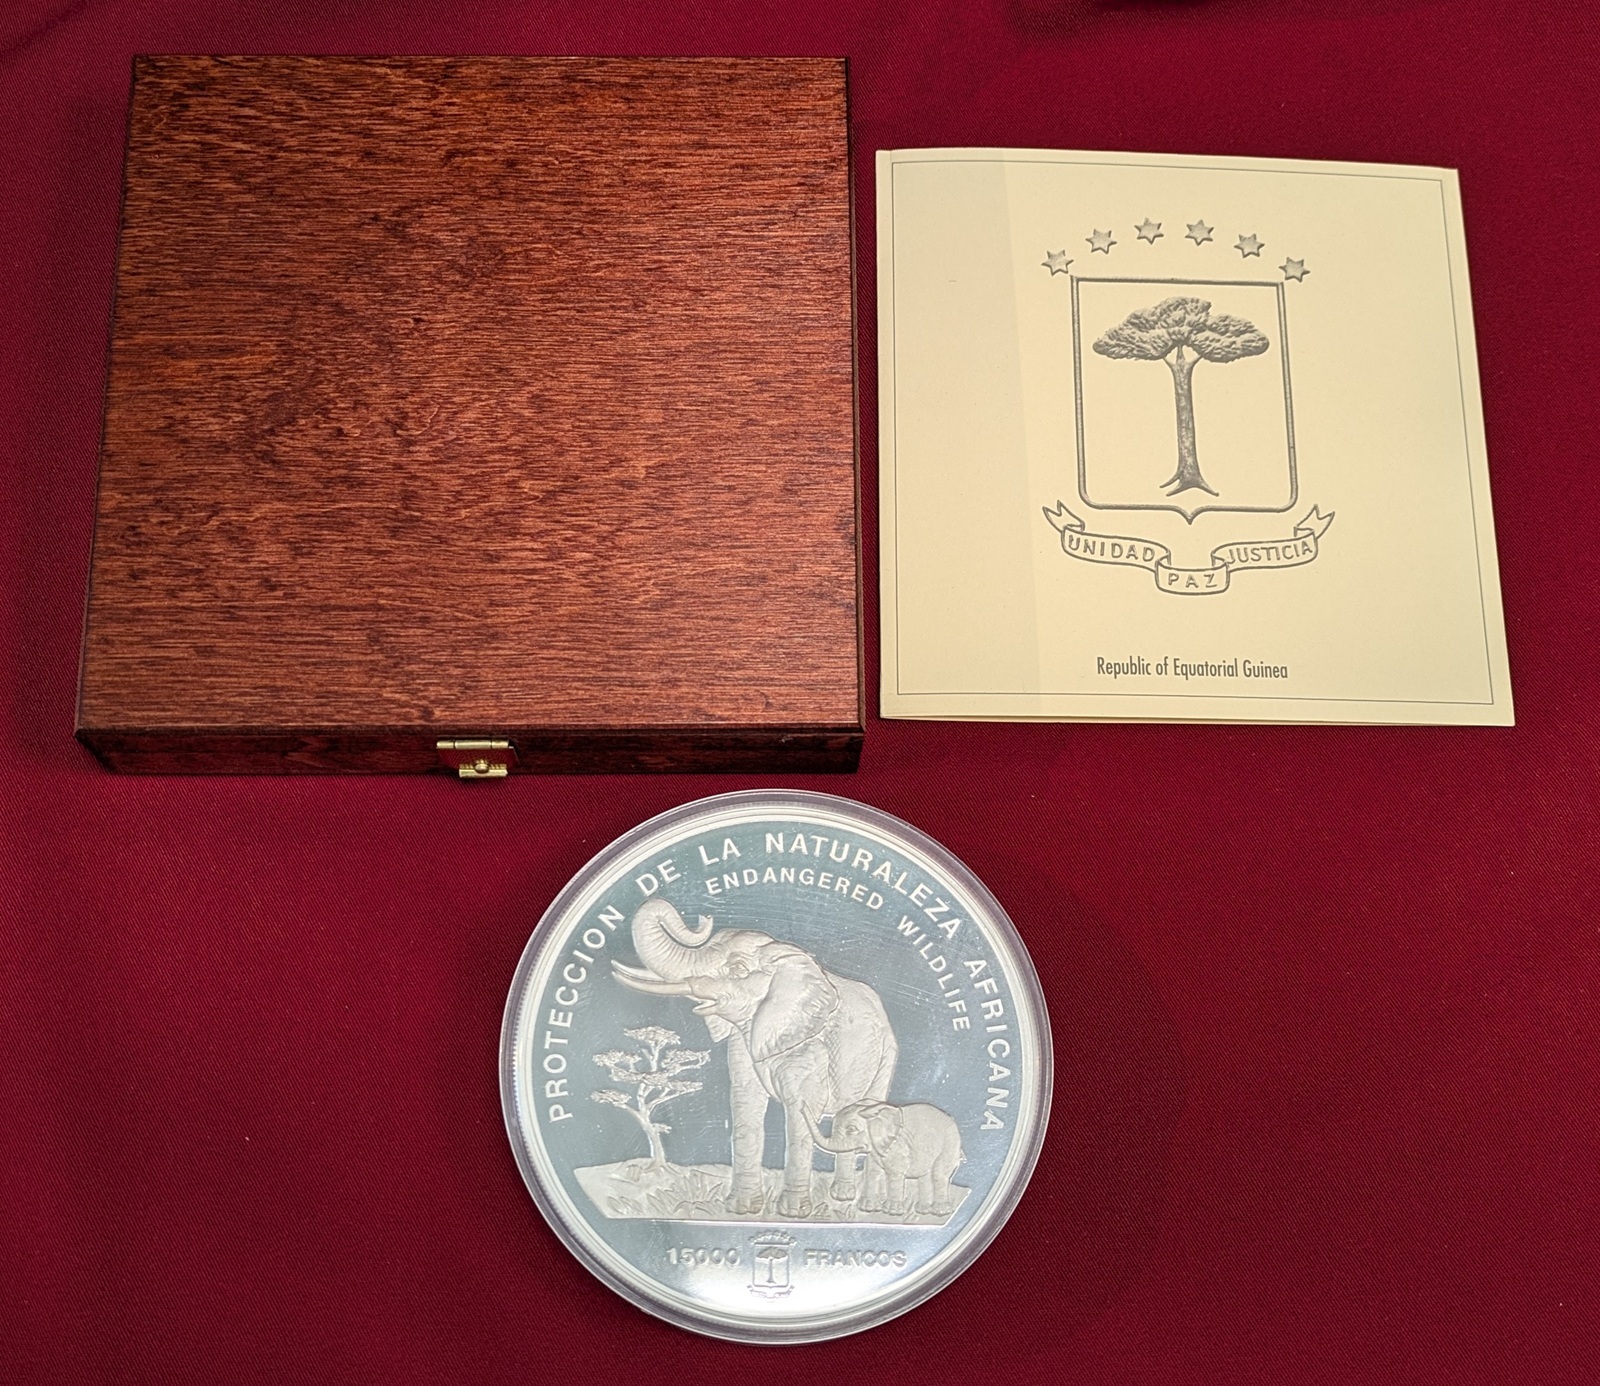 UNIDAD PAZ JUSTICIA
Republic of Equatorial Guinea
PROTECCION DE LA NATURALEZA AFRICANA
ENDANGERED WILDLIFE
15000 FRANCOS